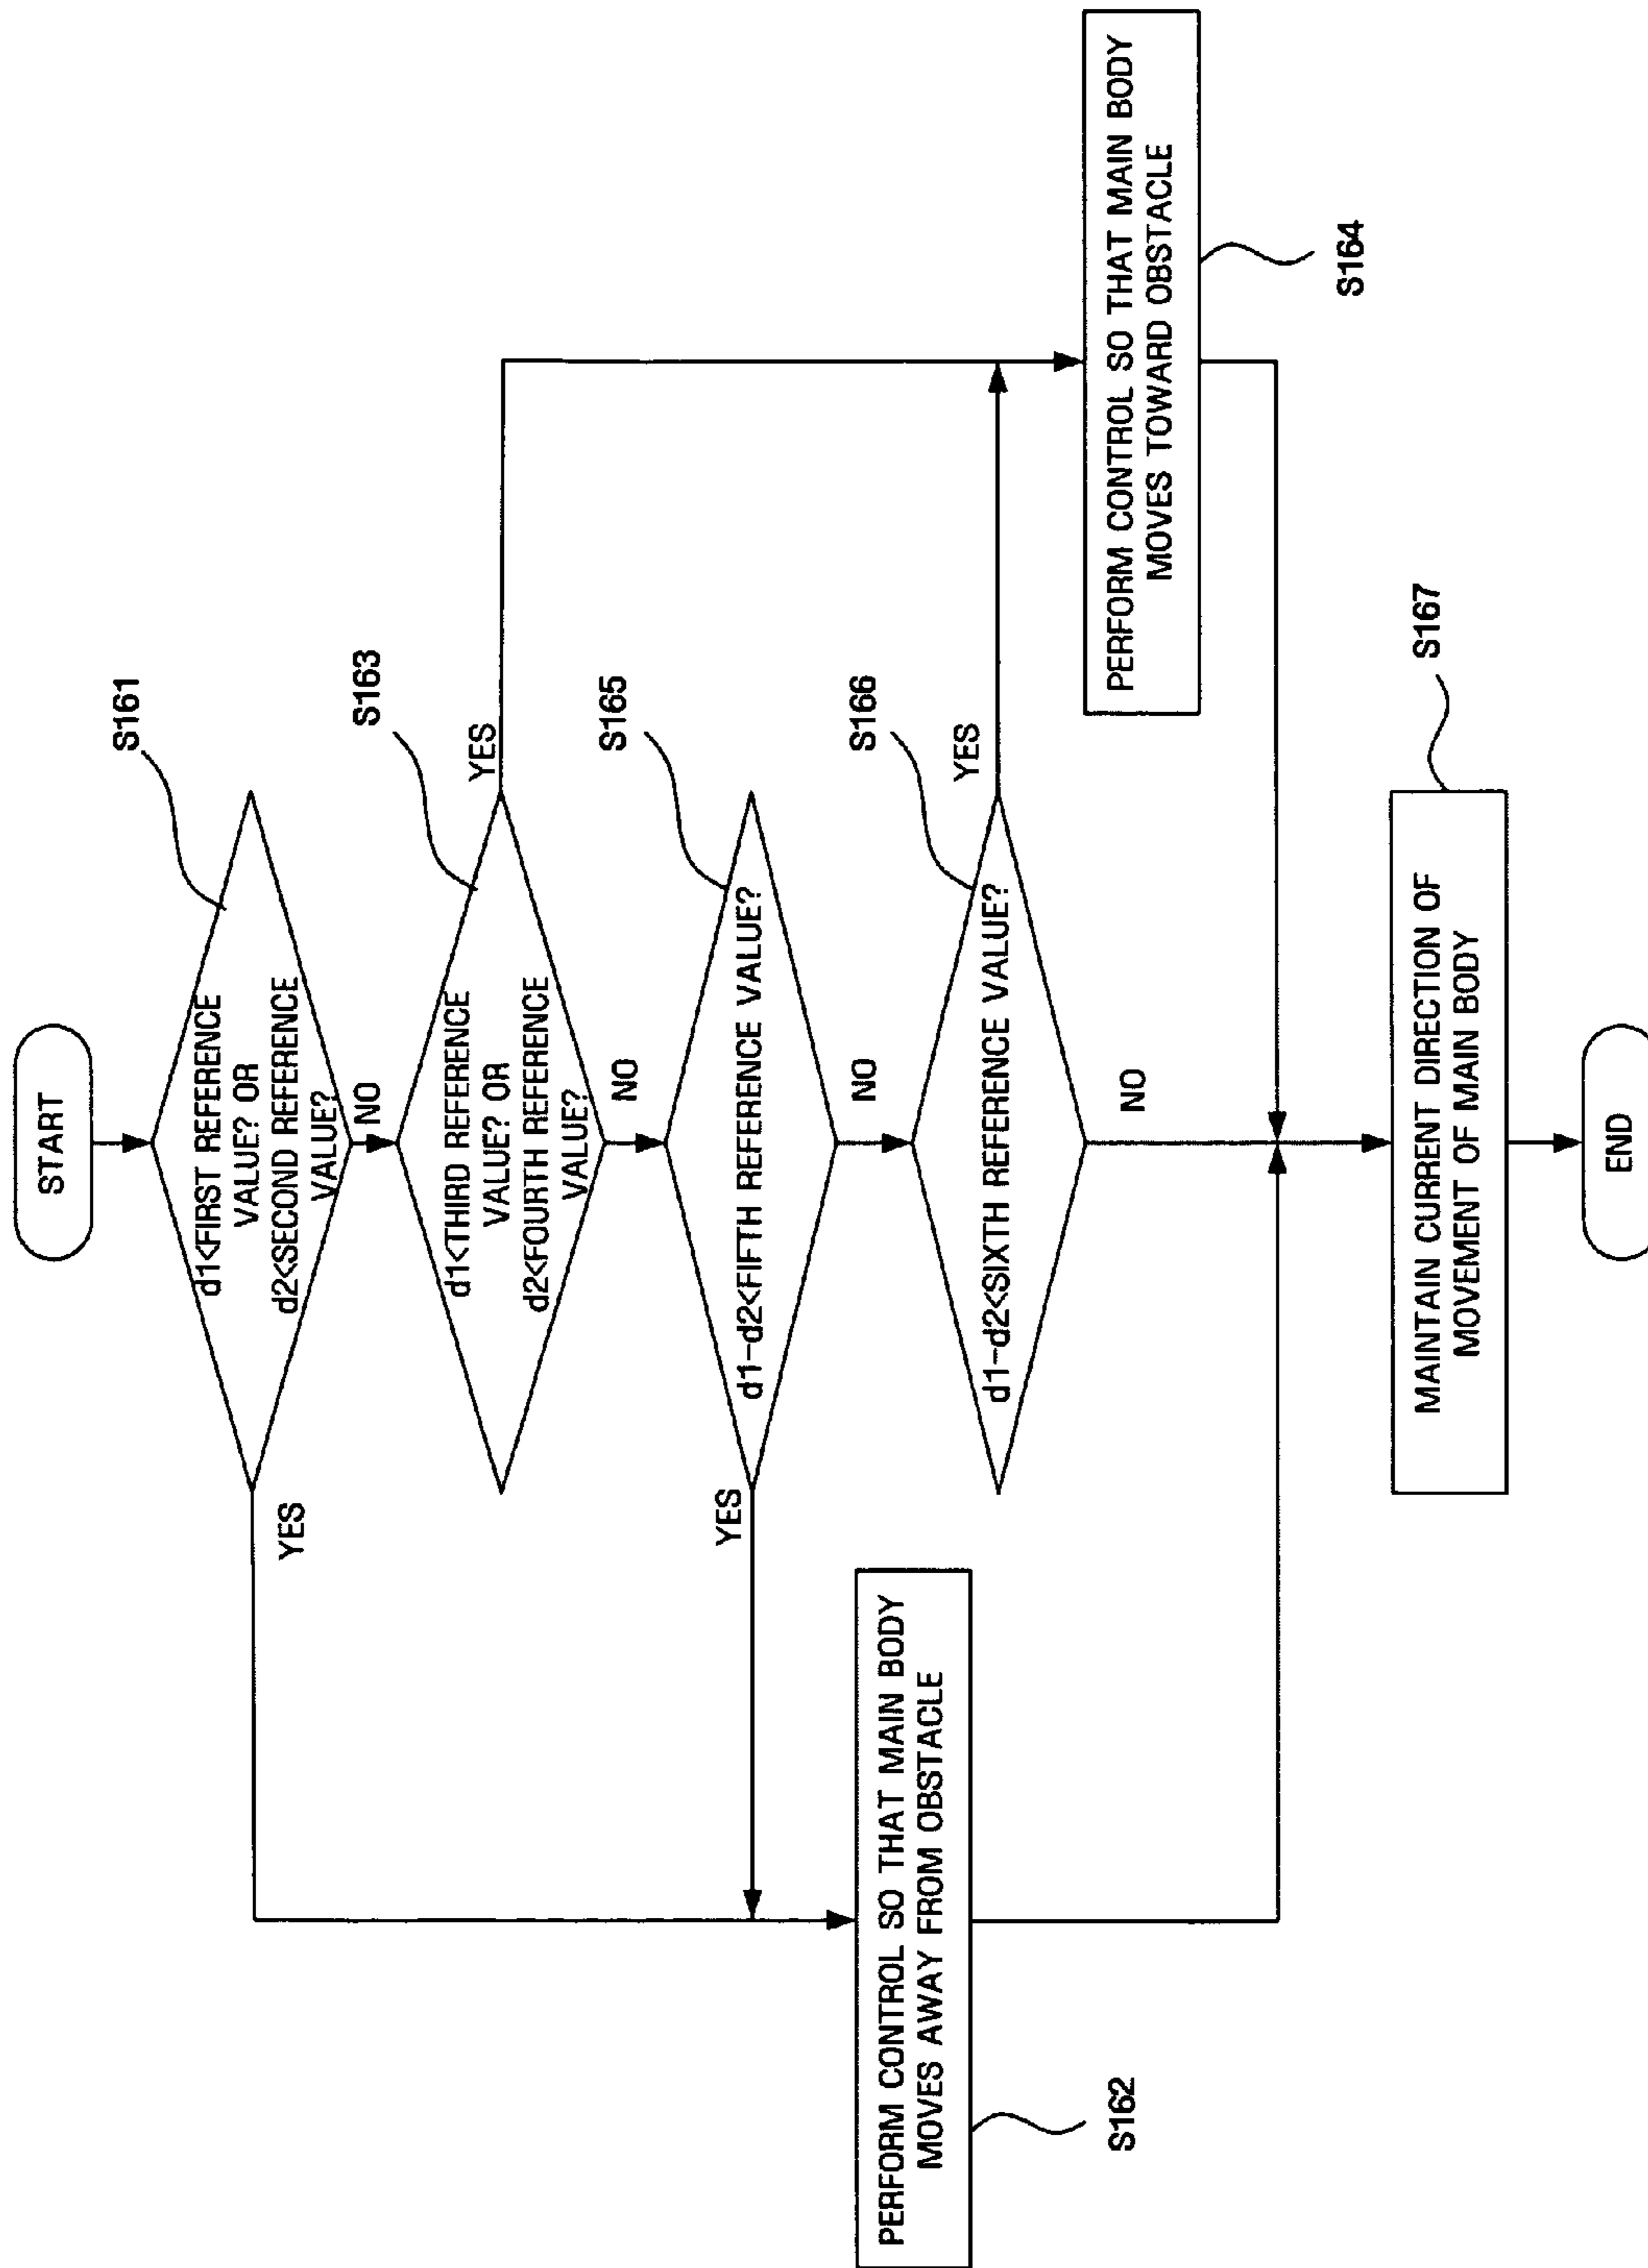 START
S161
d1<FIRST REFERENCE
VALUE? OR
d2<SECOND REFERENCE
VALUE?
YES
NO
S163
d1<THIRD REFERENCE
VALUE? OR
d2<FOURTH REFERENCE
VALUE?
YES
NO
S165
d1-d2<FIFTH REFERENCE VALUE?
YES
NO
S166
d1-d2<SIXTH REFERENCE VALUE?
YES
NO
PERFORM CONTROL SO THAT MAIN BODY
MOVES AWAY FROM OBSTACLE
S162
PERFORM CONTROL SO THAT MAIN BODY
MOVES TOWARD OBSTACLE
S164
S167
MAINTAIN CURRENT DIRECTION OF
MOVEMENT OF MAIN BODY
END